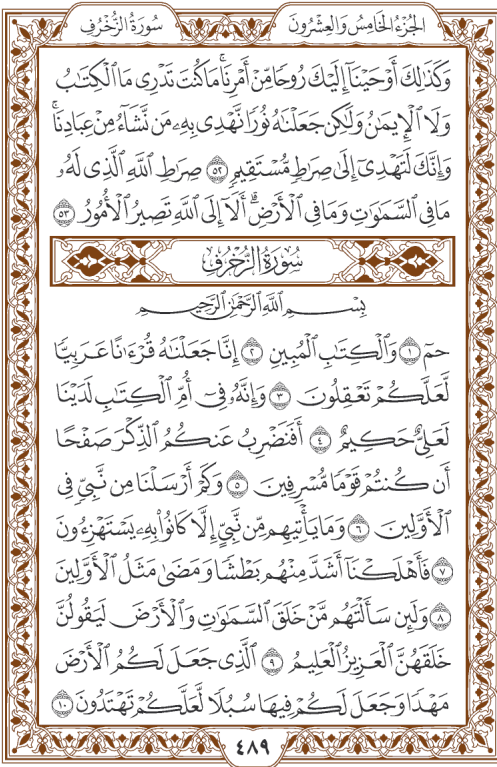 سُورَةُ الزُّخْرُفِ
الجُزْءُ الخَامِسُ وَالعِشْرُونَ
وَكَذَٰلِكَ أَوْحَيْنَآ إِلَيْكَ رُوحًا مِّنْ أَمْرِنَا ۚ مَا كُنتَ تَدْرِى مَا ٱلْكِتَٰبُ
وَلَا ٱلْإِيمَٰنُ وَلَٰكِن جَعَلْنَٰهُ نُورًا نَّهْدِى بِهِۦ مَن نَّشَآءُ مِنْ عِبَادِنَا ۚ
وَإِنَّكَ لَتَهْدِىٓ إِلَىٰ صِرَٰطٍ مُّسْتَقِيمٍ ٥٢ صِرَٰطِ ٱللَّهِ ٱلَّذِى لَهُۥ
مَا فِى ٱلسَّمَٰوَٰتِ وَمَا فِى ٱلْأَرْضِ ۗ أَلَآ إِلَى ٱللَّهِ تَصِيرُ ٱلْأُمُورُ ٥٣
سُورَةُ الزُّخْرُفِ
بِسْمِ ٱللَّهِ ٱلرَّحْمَٰنِ ٱلرَّحِيمِ
حمٓ ١ وَٱلْكِتَٰبِ ٱلْمُبِينِ ٢ إِنَّا جَعَلْنَٰهُ قُرْءَٰنًا عَرَبِيًّا
لَّعَلَّكُمْ تَعْقِلُونَ ٣ وَإِنَّهُۥ فِىٓ أُمِّ ٱلْكِتَٰبِ لَدَيْنَا
لَعَلِىٌّ حَكِيمٌ ٤ أَفَنَضْرِبُ عَنكُمُ ٱلذِّكْرَ صَفْحًا
أَن كُنتُمْ قَوْمًا مُّسْرِفِينَ ٥ وَكَمْ أَرْسَلْنَا مِن نَّبِىٍّ فِى
ٱلْأَوَّلِينَ ٦ وَمَا يَأْتِيهِم مِّن نَّبِىٍّ إِلَّا كَانُوا۟ بِهِۦ يَسْتَهْزِءُونَ
٧ فَأَهْلَكْنَآ أَشَدَّ مِنْهُم بَطْشًا وَمَضَىٰ مَثَلُ ٱلْأَوَّلِينَ
٨ وَلَئِن سَأَلْتَهُم مَّنْ خَلَقَ ٱلسَّمَٰوَٰتِ وَٱلْأَرْضَ لَيَقُولُنَّ
خَلَقَهُنَّ ٱلْعَزِيزُ ٱلْعَلِيمُ ٩ ٱلَّذِى جَعَلَ لَكُمُ ٱلْأَرْضَ
مَهْدًا وَجَعَلَ لَكُمْ فِيهَا سُبُلًا لَّعَلَّكُمْ تَهْتَدُونَ ١٠
٤٨٩